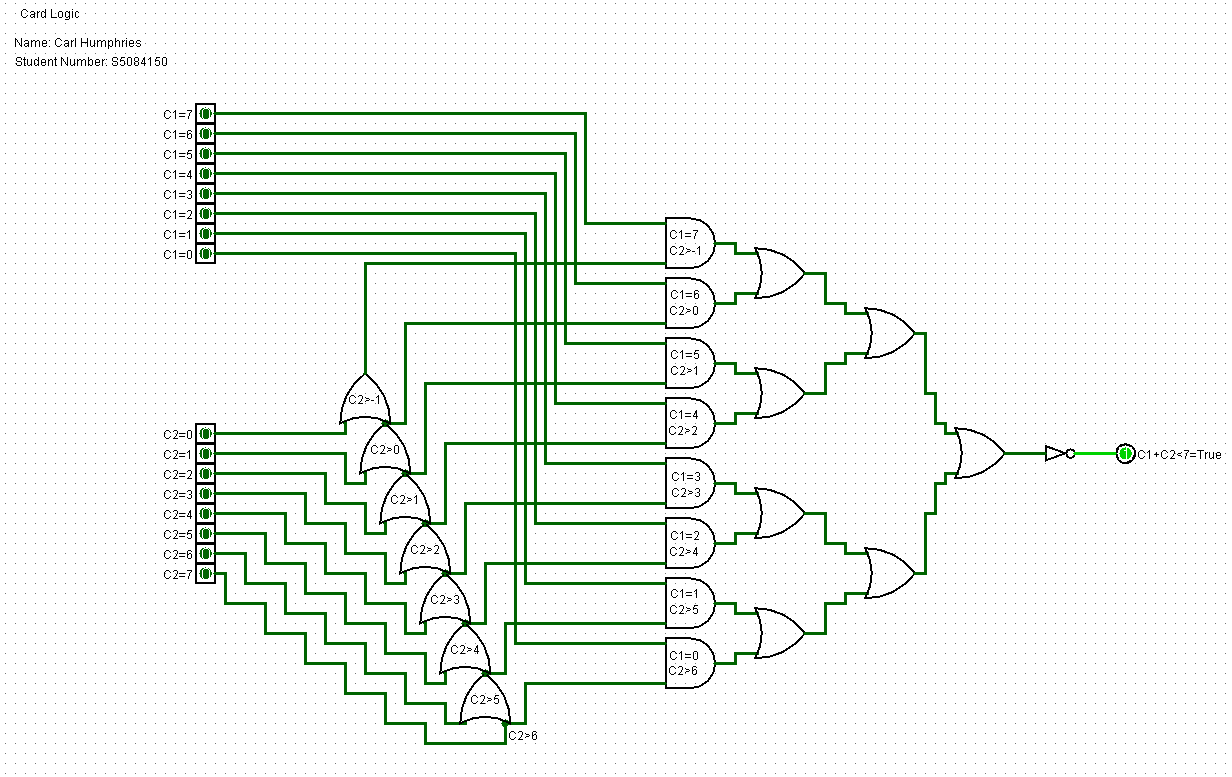 Card Logic
Name: Carl Humphries
Student Number: S5084150
C1=7
C1=6
C1=5
C1=4
C1=3
C1=2
C1=1
C1=0
C1=7
C2>-1
C1=6
C2>0
C1=5
C2>1
C1=4
C2>2
C1=3
C2>3
C1=2
C2>4
C1=1
C2>5
C1=0
C2>6
C2>-1
C2>0
C2>1
C2>2
C2>3
C2>4
C2>5
C2>6
C2=0
C2=1
C2=2
C2=3
C2=4
C2=5
C2=6
C2=7
1 C1+C2<7=True